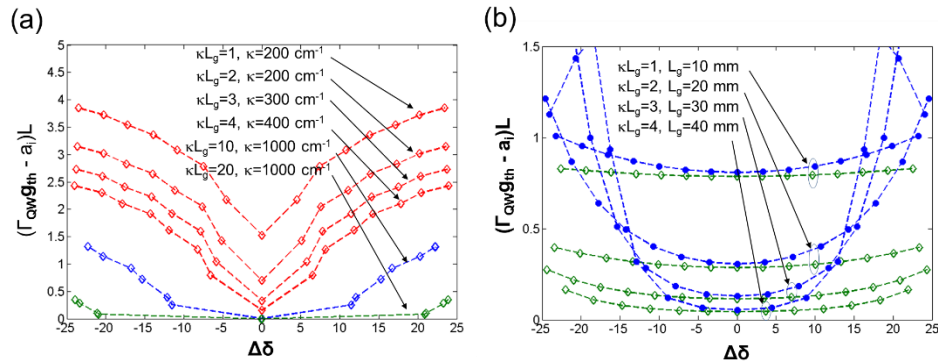 (a)
κLg=1, κ=200 cm⁻¹
κLg=2, κ=200 cm⁻¹
κLg=3, κ=300 cm⁻¹
κLg=4, κ=400 cm⁻¹
κLg=10, κ=1000 cm⁻¹
κLg=20, κ=1000 cm⁻¹
(ΓQWgth - ai)L
5
4.5
4
3.5
3
2.5
2
1.5
1
0.5
0
-25 -20 -15 -10 -5 0 5 10 15 20 25
Δδ
(b)
κLg=1, Lg=10 mm
κLg=2, Lg=20 mm
κLg=3, Lg=30 mm
κLg=4, Lg=40 mm
(ΓQWgth - ai)L
1.5
1
0.5
0
-25 -20 -15 -10 -5 0 5 10 15 20 25
Δδ